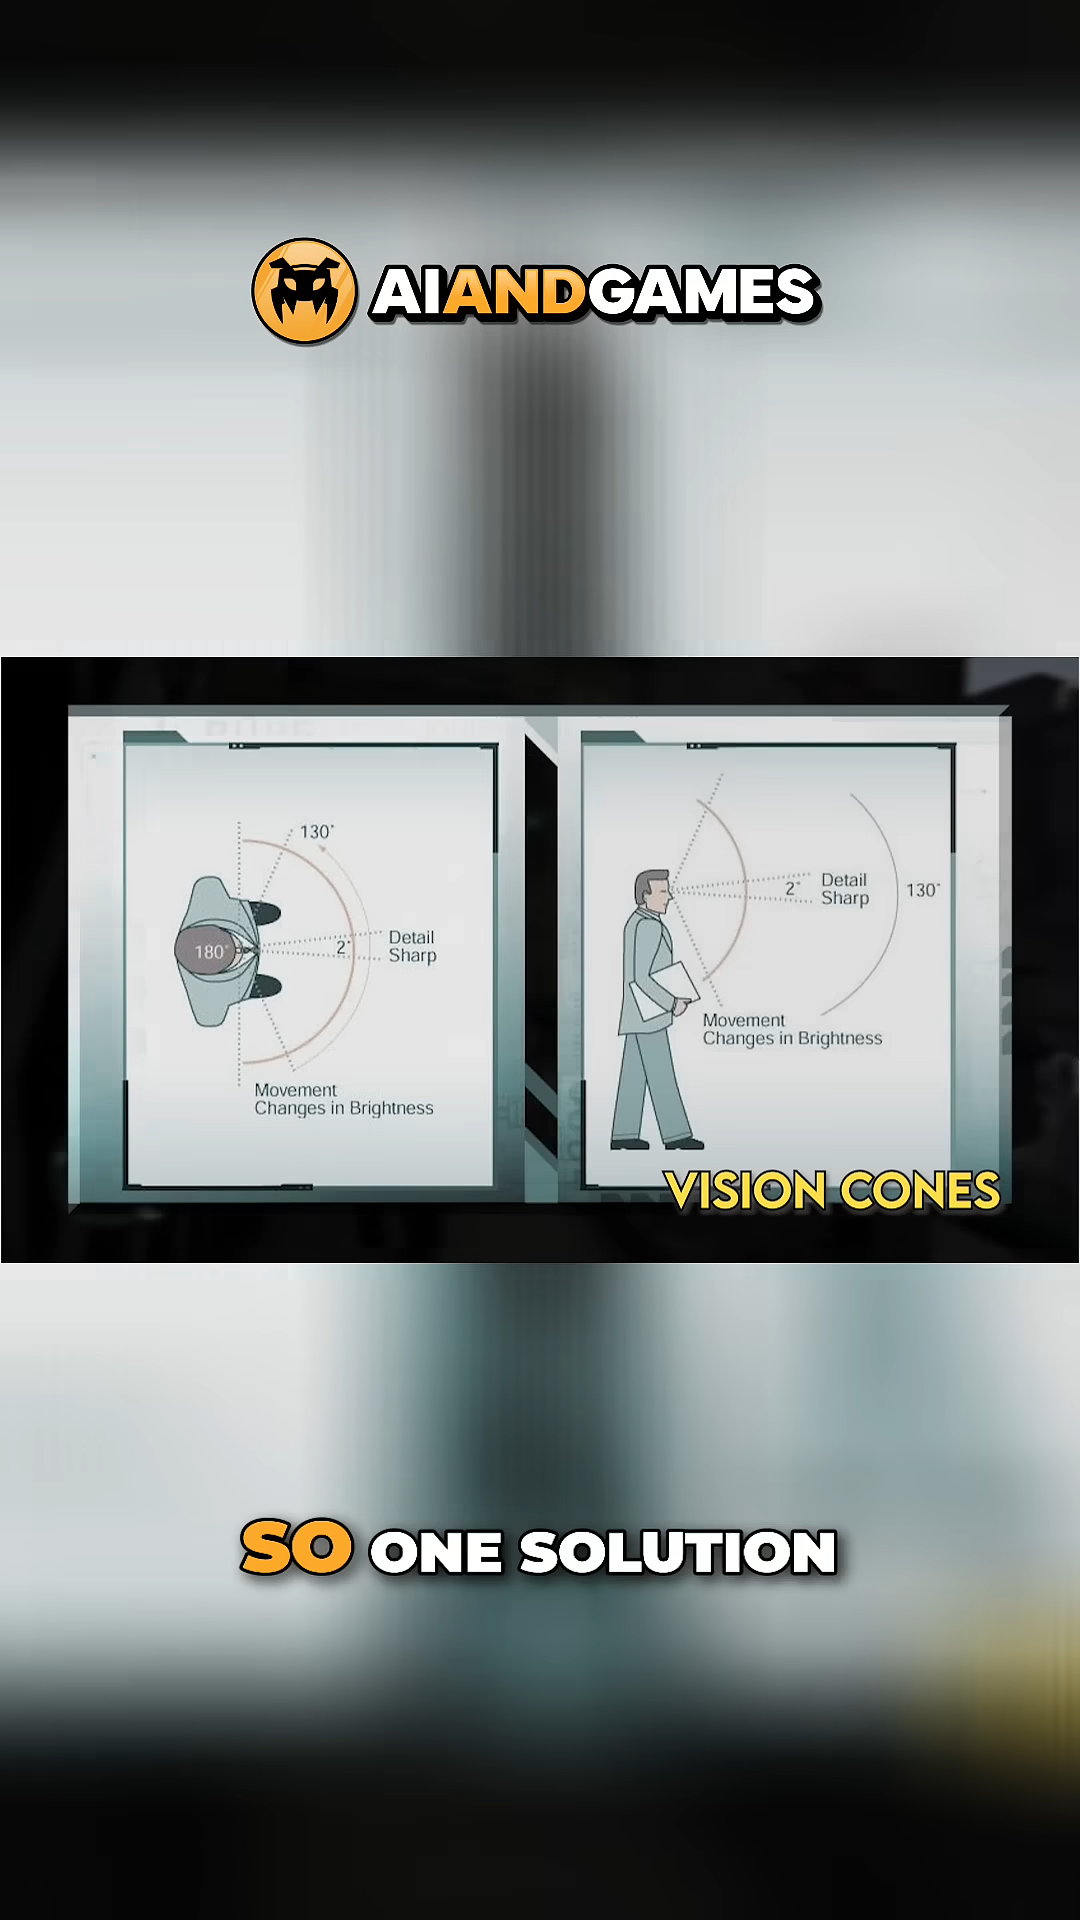 AIANDGAMES
130°
180°
2°
Detail
Sharp
Movement
Changes in Brightness
2°
Detail
Sharp
130°
Movement
Changes in Brightness
VISION CONES
SO ONE SOLUTION